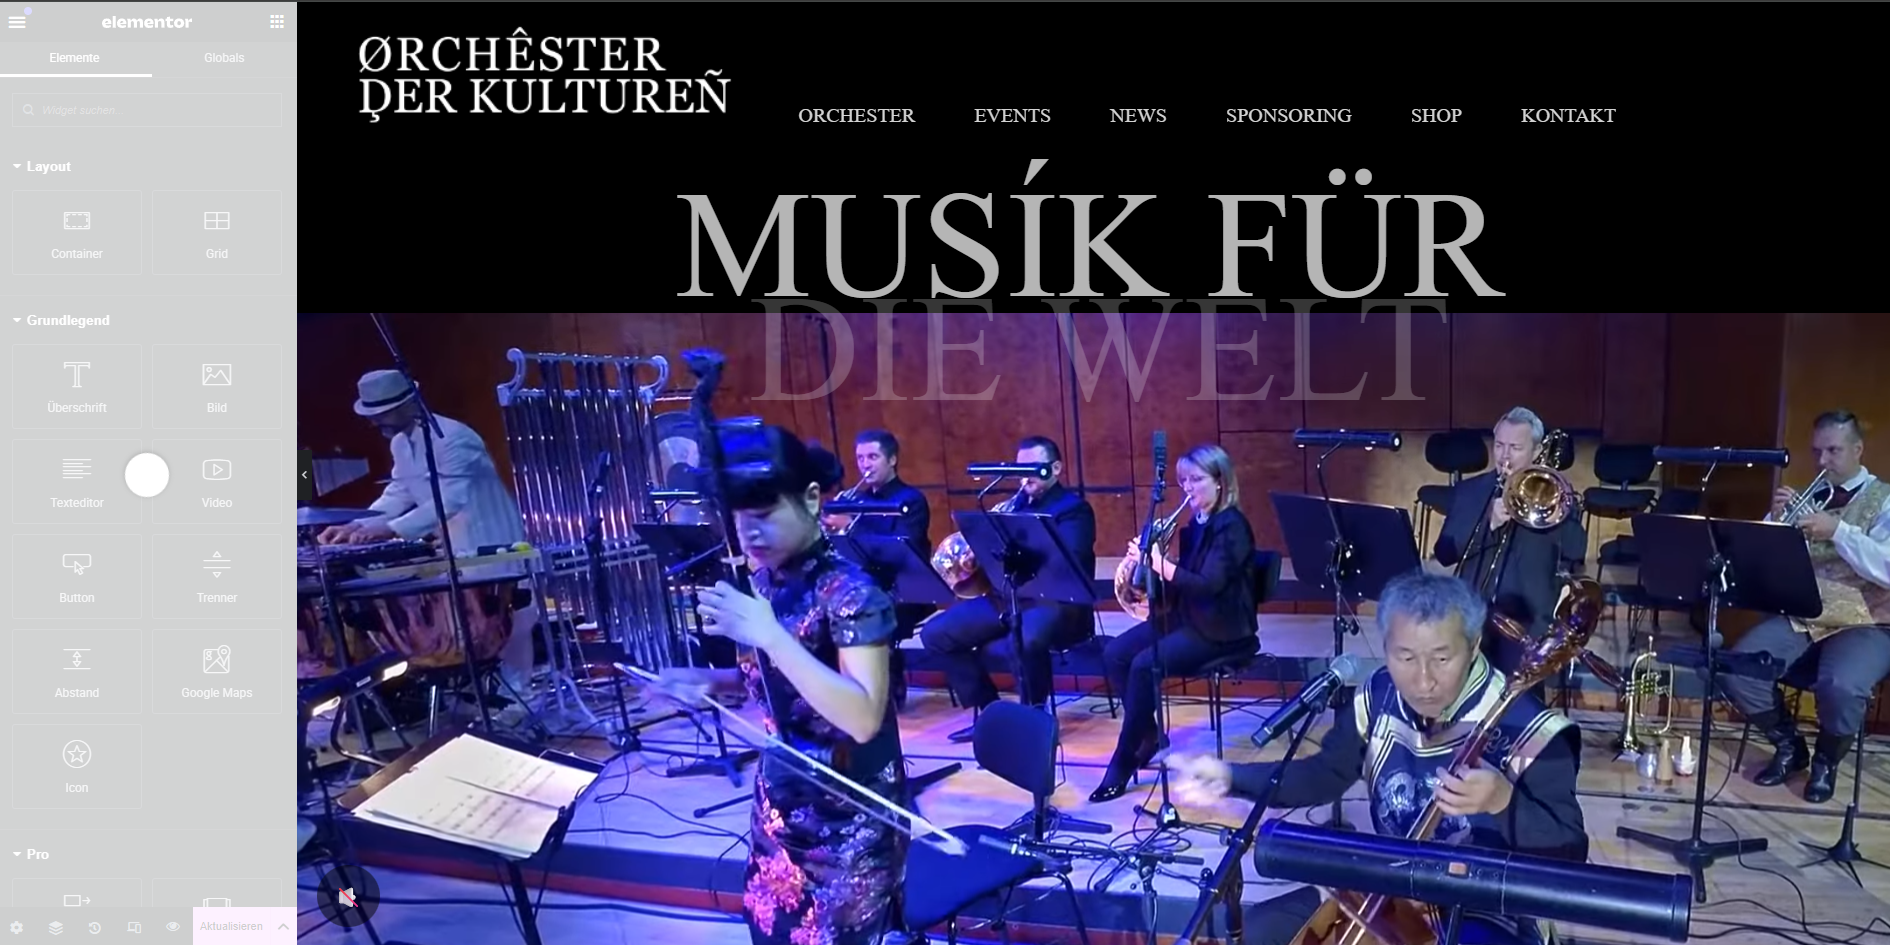 elementor
Elemente
Globals
Widget suchen...
Layout
Container
Grid
Grundlegend
Überschrift
Bild
Texteditor
Video
Button
Trenner
Abstand
Google Maps
Icon
Pro
Aktualisieren
ØRCHÊSTER
ḐER KULTUREÑ
ORCHESTER
EVENTS
NEWS
SPONSORING
SHOP
KONTAKT
MUSÍK FÜR
DIE WELT